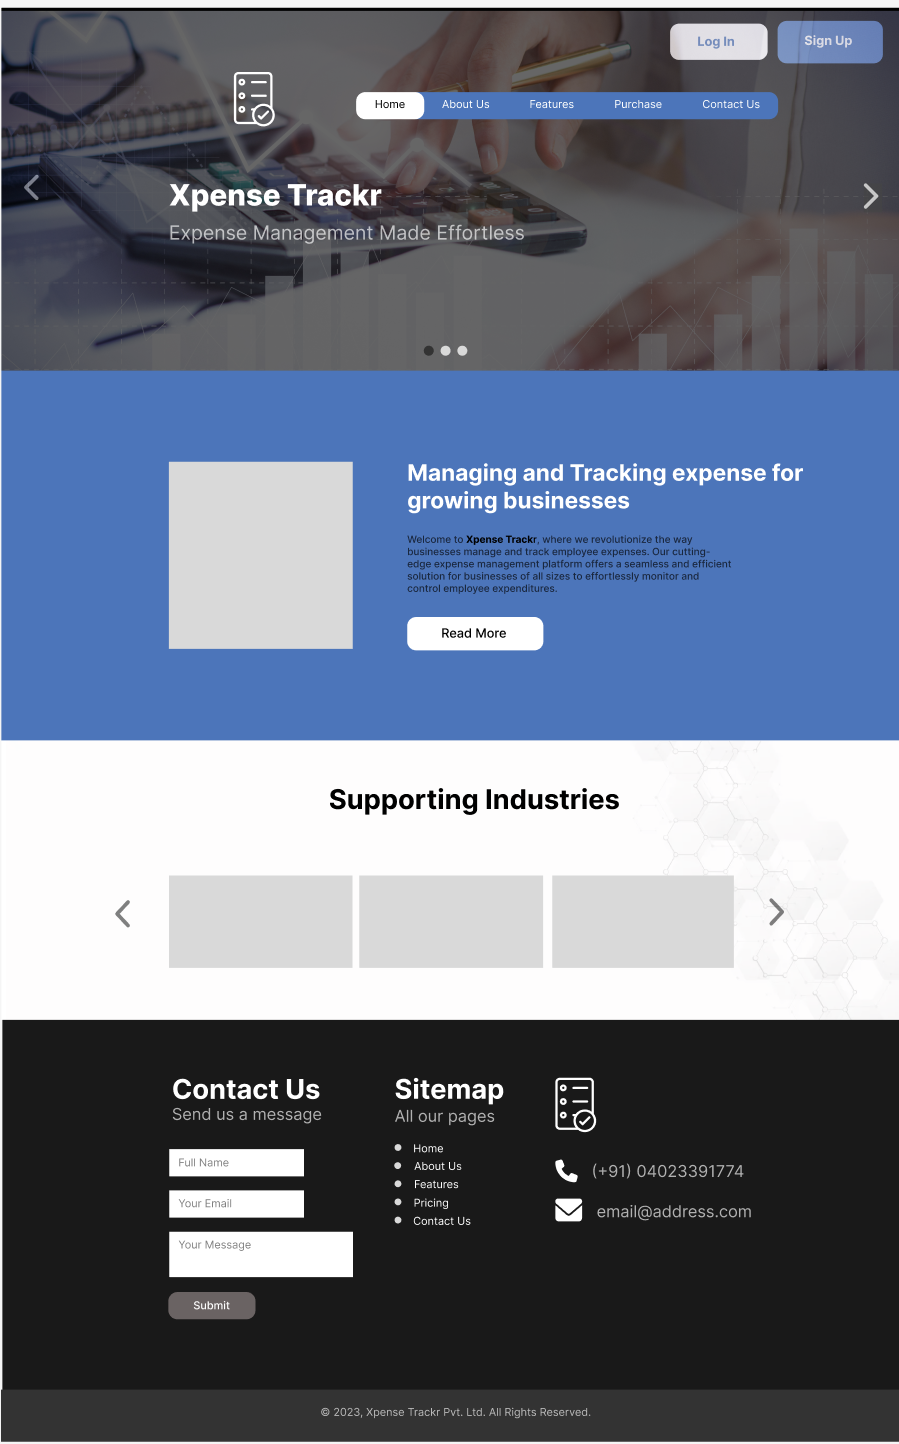 Log In
Sign Up
Home
About Us
Features
Purchase
Contact Us
Xpense Trackr
Expense Management Made Effortless
Managing and Tracking expense for
growing businesses
Welcome to Xpense Trackr, where we revolutionize the way
businesses manage and track employee expenses. Our cutting-
edge expense management platform offers a seamless and efficient
solution for businesses of all sizes to effortlessly monitor and
control employee expenditures.
Read More
Supporting Industries
Contact Us
Send us a message
Full Name
Your Email
Your Message
Submit
Sitemap
All our pages
Home
About Us
Features
Pricing
Contact Us
(+91) 04023391774
email@address.com
© 2023, Xpense Trackr Pvt. Ltd. All Rights Reserved.